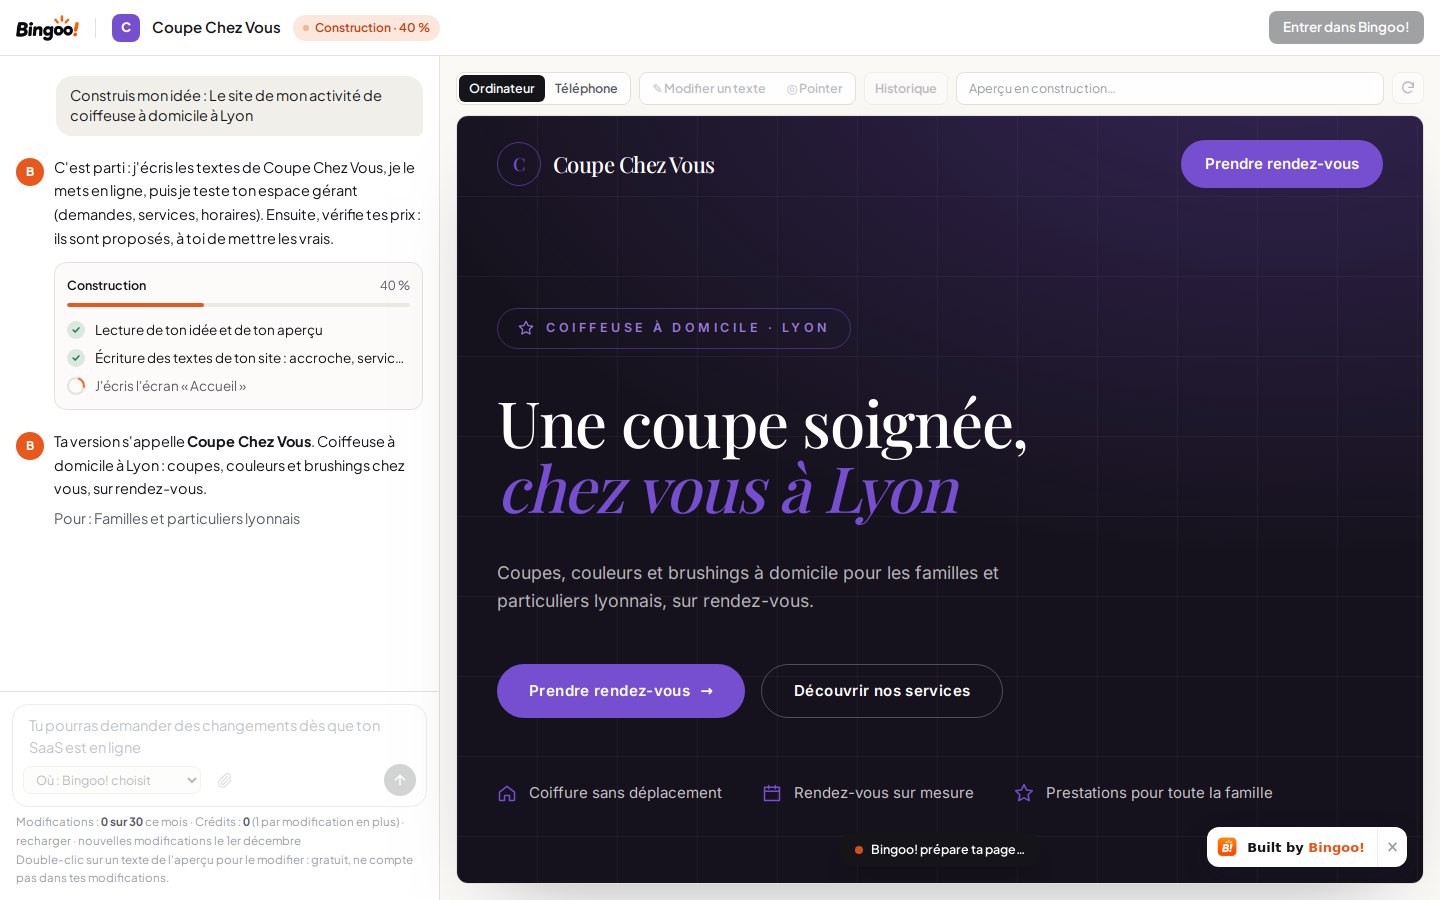 Bingoo!
C
Coupe Chez Vous
Construction · 40 %
Entrer dans Bingoo!
Construis mon idée : Le site de mon activité de
coiffeuse à domicile à Lyon
B
C'est parti : j'écris les textes de Coupe Chez Vous, je le
mets en ligne, puis je teste ton espace gérant
(demandes, services, horaires). Ensuite, vérifie tes prix :
ils sont proposés, à toi de mettre les vrais.
Construction
40 %
Lecture de ton idée et de ton aperçu
Écriture des textes de ton site : accroche, servic…
J'écris l'écran « Accueil »
B
Ta version s'appelle Coupe Chez Vous. Coiffeuse à
domicile à Lyon : coupes, couleurs et brushings chez
vous, sur rendez-vous.
Pour : Familles et particuliers lyonnais
Tu pourras demander des changements dès que ton
SaaS est en ligne
Où : Bingoo! choisit
Modifications : 0 sur 30 ce mois · Crédits : 0 (1 par modification en plus) ·
recharger · nouvelles modifications le 1er décembre
Double-clic sur un texte de l'aperçu pour le modifier : gratuit, ne compte
pas dans tes modifications.
Ordinateur
Téléphone
Modifier un texte
Pointer
Historique
Aperçu en construction…
C
Coupe Chez Vous
Prendre rendez-vous
COIFFEUSE À DOMICILE · LYON
Une coupe soignée,
chez vous à Lyon
Coupes, couleurs et brushings à domicile pour les familles et
particuliers lyonnais, sur rendez-vous.
Prendre rendez-vous →
Découvrir nos services
Coiffure sans déplacement
Rendez-vous sur mesure
Prestations pour toute la famille
Bingoo! prépare ta page…
B!
Built by Bingoo!
×